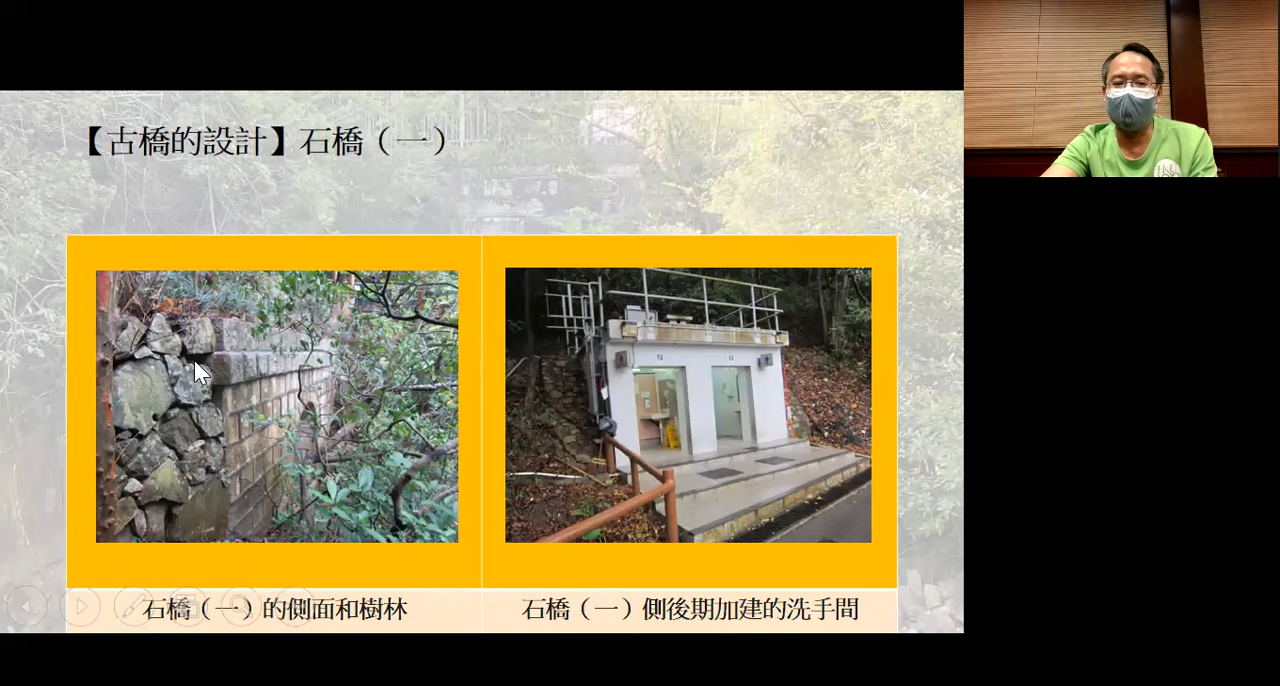 【古橋的設計】石橋（一）
石橋（一）的側面和樹林
石橋（一）側後期加建的洗手間